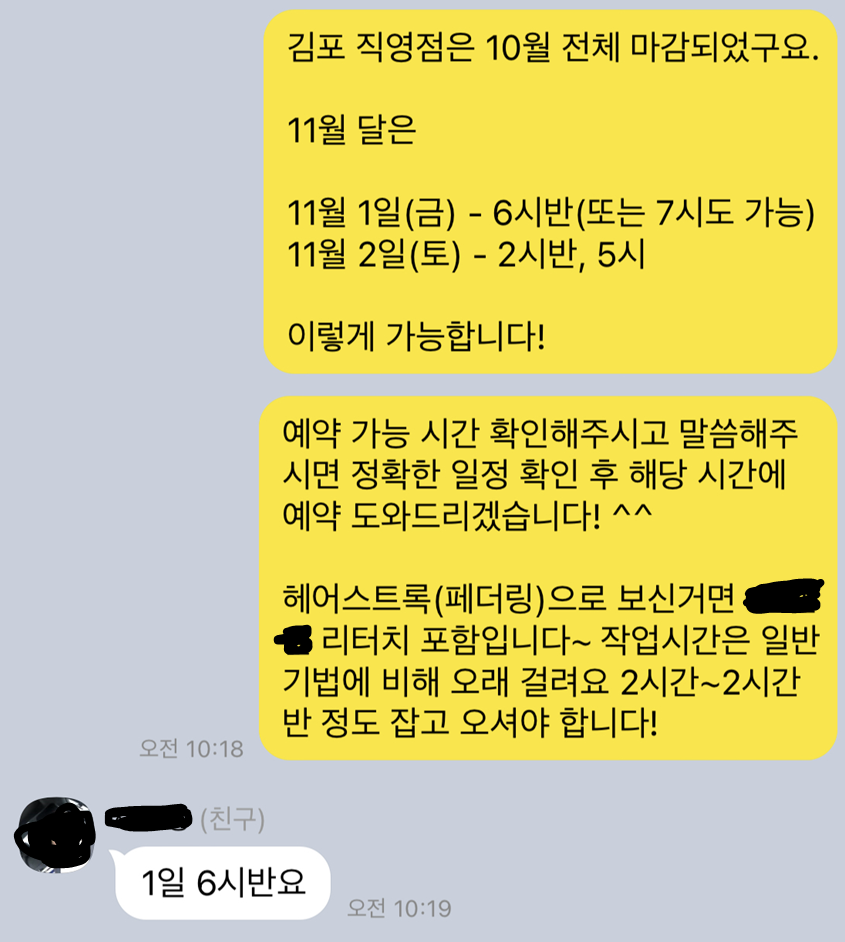 김포 직영점은 10월 전체 마감되었구요.
11월 달은
11월 1일(금) - 6시반(또는 7시도 가능)
11월 2일(토) - 2시반, 5시
이렇게 가능합니다!
예약 가능 시간 확인해주시고 말씀해주
시면 정확한 일정 확인 후 해당 시간에
예약 도와드리겠습니다! ^^
헤어스트록(페더링)으로 보신거면
리터치 포함입니다~ 작업시간은 일반
기법에 비해 오래 걸려요 2시간~2시간
반 정도 잡고 오셔야 합니다!
오전 10:18
(친구)
1일 6시반요
오전 10:19